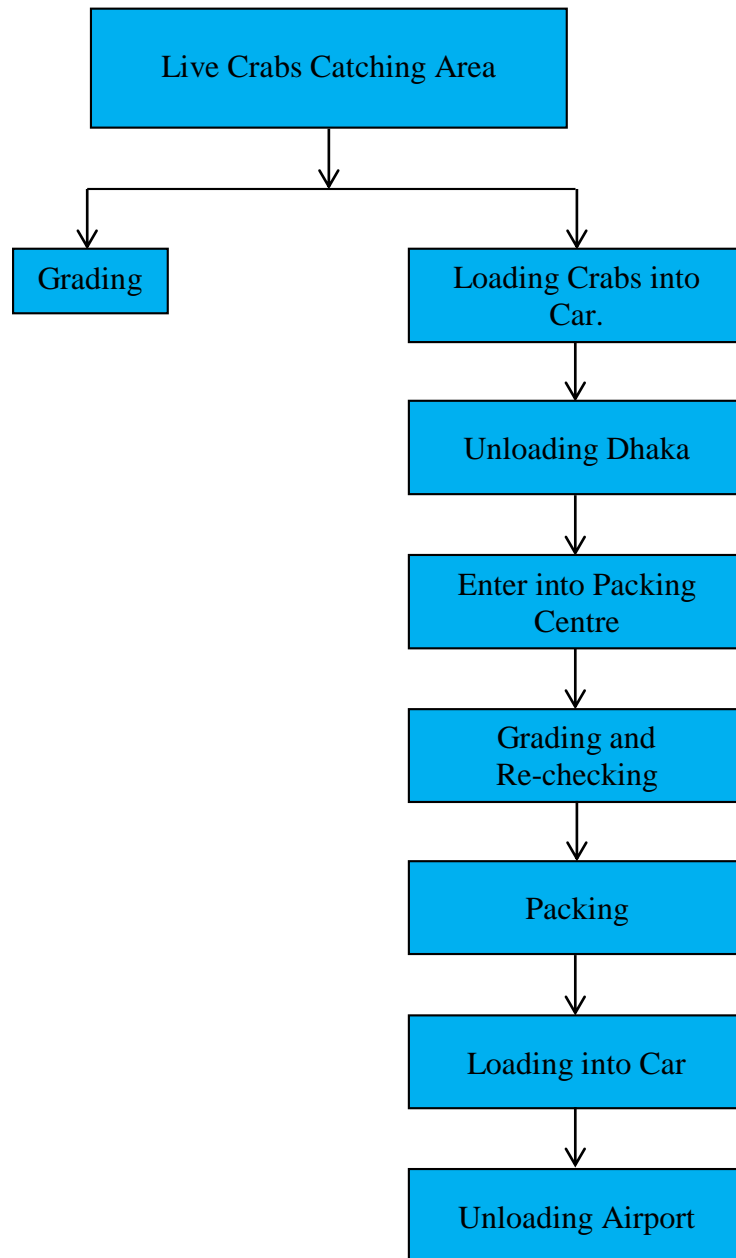 Live Crabs Catching Area
Grading
Loading Crabs into
Car.
Unloading Dhaka
Enter into Packing
Centre
Grading and
Re-checking
Packing
Loading into Car
Unloading Airport